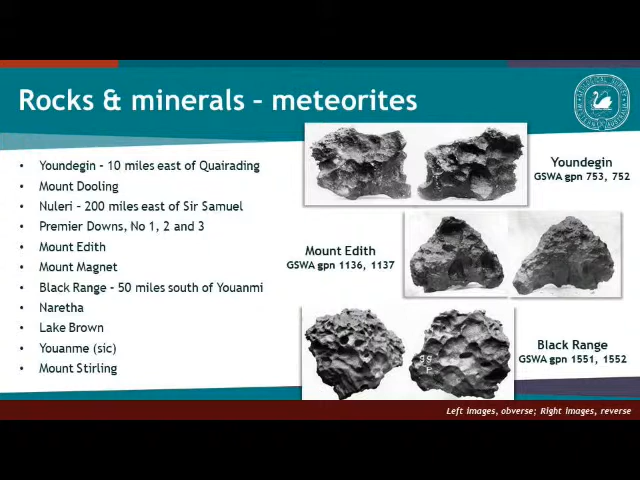 Rocks & minerals – meteorites
• Youndegin – 10 miles east of Quairading
• Mount Dooling
• Nuleri – 200 miles east of Sir Samuel
• Premier Downs, No 1, 2 and 3
• Mount Edith
• Mount Magnet
• Black Range – 50 miles south of Youanmi
• Naretha
• Lake Brown
• Youanme (sic)
• Mount Stirling
Youndegin
GSWA gpn 753, 752
Mount Edith
GSWA gpn 1136, 1137
Black Range
GSWA gpn 1551, 1552
Left images, obverse; Right images, reverse